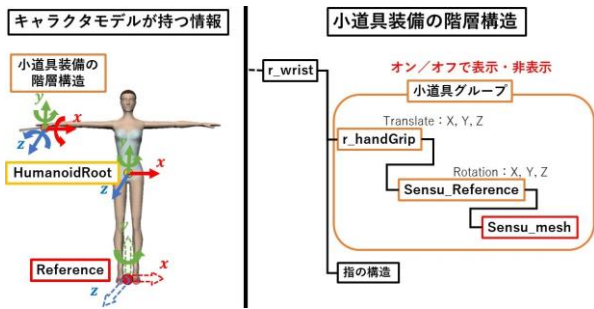 キャラクタモデルが持つ情報
小道具装備の
階層構造
y
x
z
HumanoidRoot
x
z
Reference
y
x
z
小道具装備の階層構造
r_wrist
オン／オフで表示・非表示
小道具グループ
Translate：X, Y, Z
r_handGrip
Rotation：X, Y, Z
Sensu_Reference
Sensu_mesh
指の構造